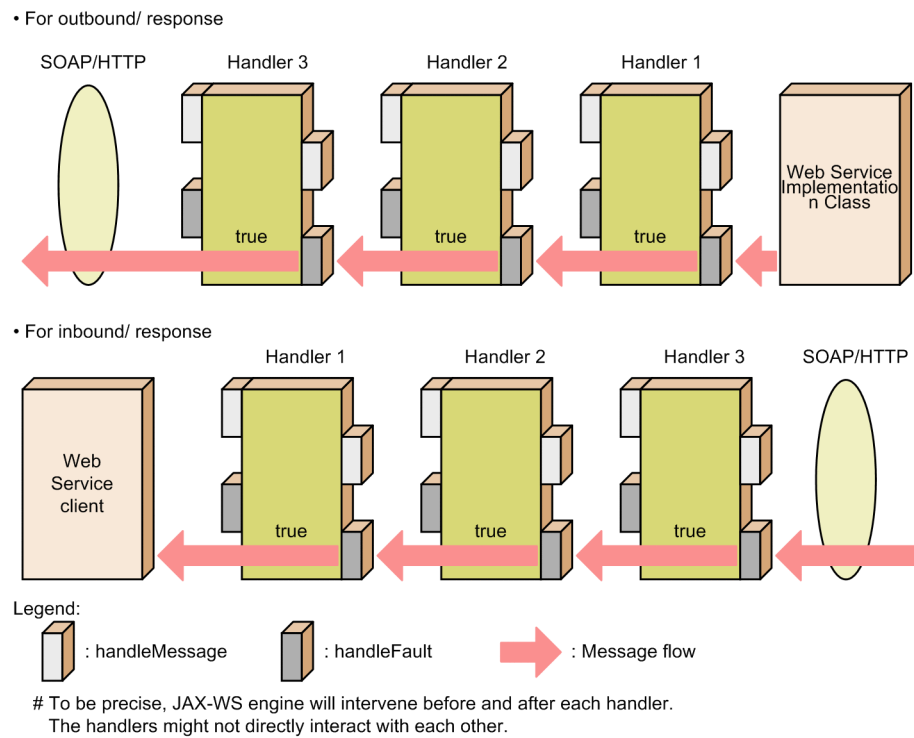 • For outbound/ response
SOAP/HTTP
Handler 3
Handler 2
Handler 1
Web Service
Implementatio
n Class
true
true
true
• For inbound/ response
Handler 1
Handler 2
Handler 3
SOAP/HTTP
Web
Service
client
true
true
true
Legend:
: handleMessage
: handleFault
: Message flow
# To be precise, JAX-WS engine will intervene before and after each handler.
The handlers might not directly interact with each other.